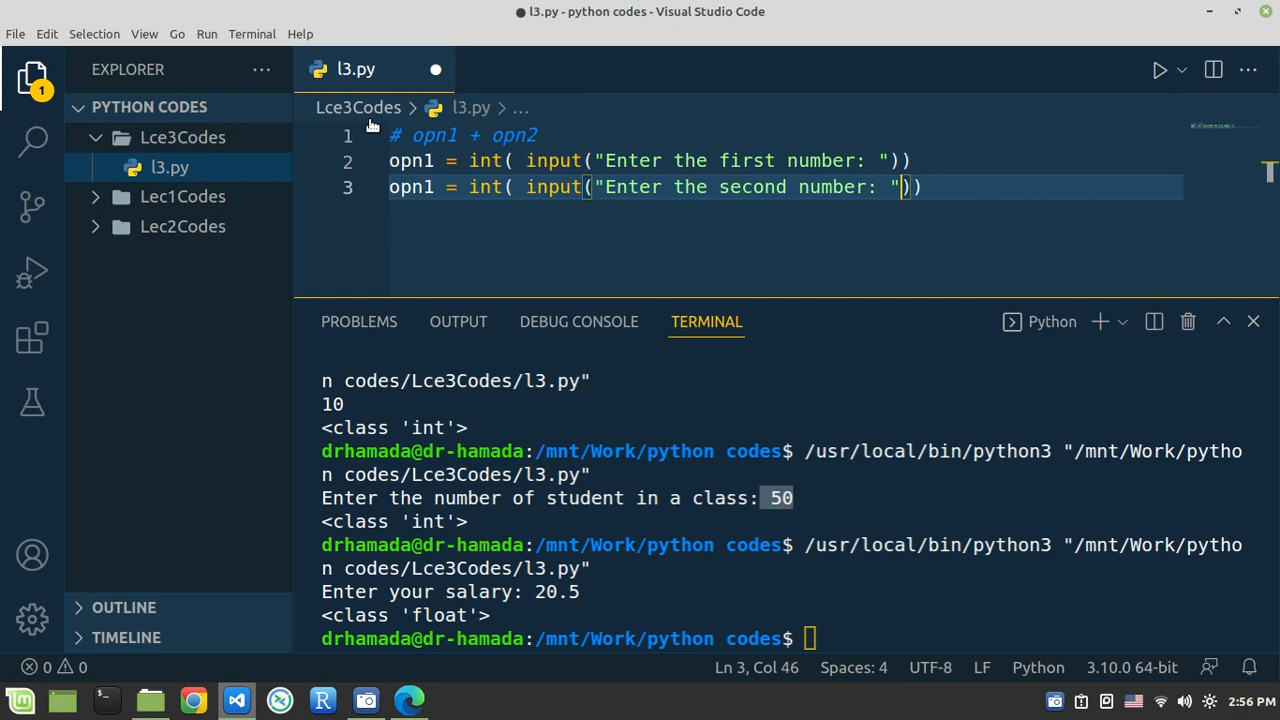 ● l3.py - python codes - Visual Studio Code
File Edit Selection View Go Run Terminal Help
1
EXPLORER
PYTHON CODES
Lce3Codes
l3.py
Lec1Codes
Lec2Codes
OUTLINE
TIMELINE
l3.py
Lce3Codes > l3.py > ...
1 # opn1 + opn2
2 opn1 = int( input("Enter the first number: "))
3 opn1 = int( input("Enter the second number: "))
PROBLEMS OUTPUT DEBUG CONSOLE TERMINAL Python
n codes/Lce3Codes/l3.py"
10
<class 'int'>
drhamada@dr-hamada:/mnt/Work/python codes$ /usr/local/bin/python3 "/mnt/Work/pytho
n codes/Lce3Codes/l3.py"
Enter the number of student in a class: 50
<class 'int'>
drhamada@dr-hamada:/mnt/Work/python codes$ /usr/local/bin/python3 "/mnt/Work/pytho
n codes/Lce3Codes/l3.py"
Enter your salary: 20.5
<class 'float'>
drhamada@dr-hamada:/mnt/Work/python codes$
0 0 Ln 3, Col 46 Spaces: 4 UTF-8 LF Python 3.10.0 64-bit
R 2:56 PM